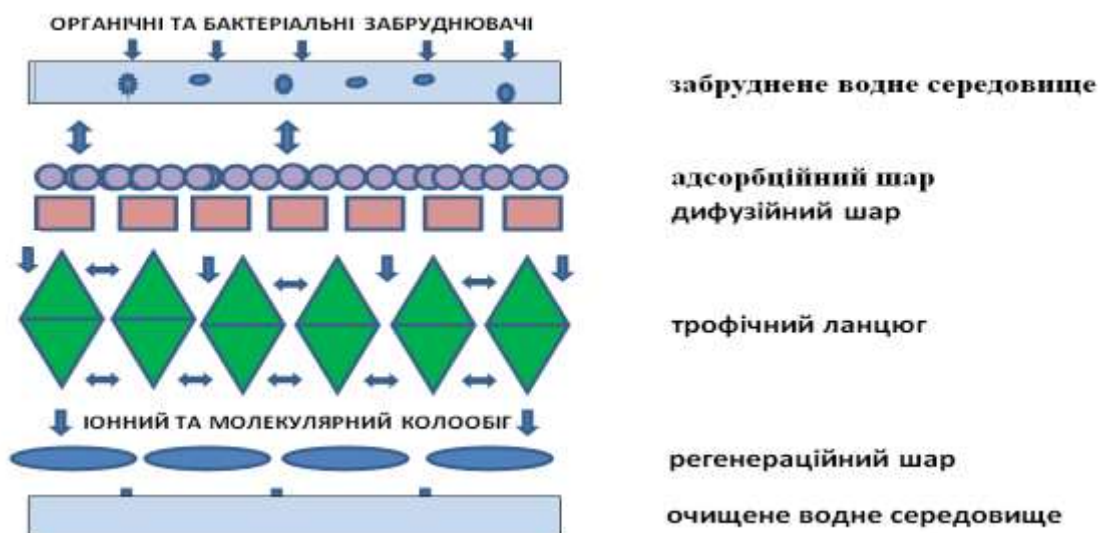 ОРГАНІЧНІ ТА БАКТЕРІАЛЬНІ ЗАБРУДНЮВАЧІ
забруднене водне середовище
адсорбційний шар
дифузійний шар
трофічний ланцюг
ІОННИЙ ТА МОЛЕКУЛЯРНИЙ КОЛООБІГ
регенераційний шар
очищене водне середовище